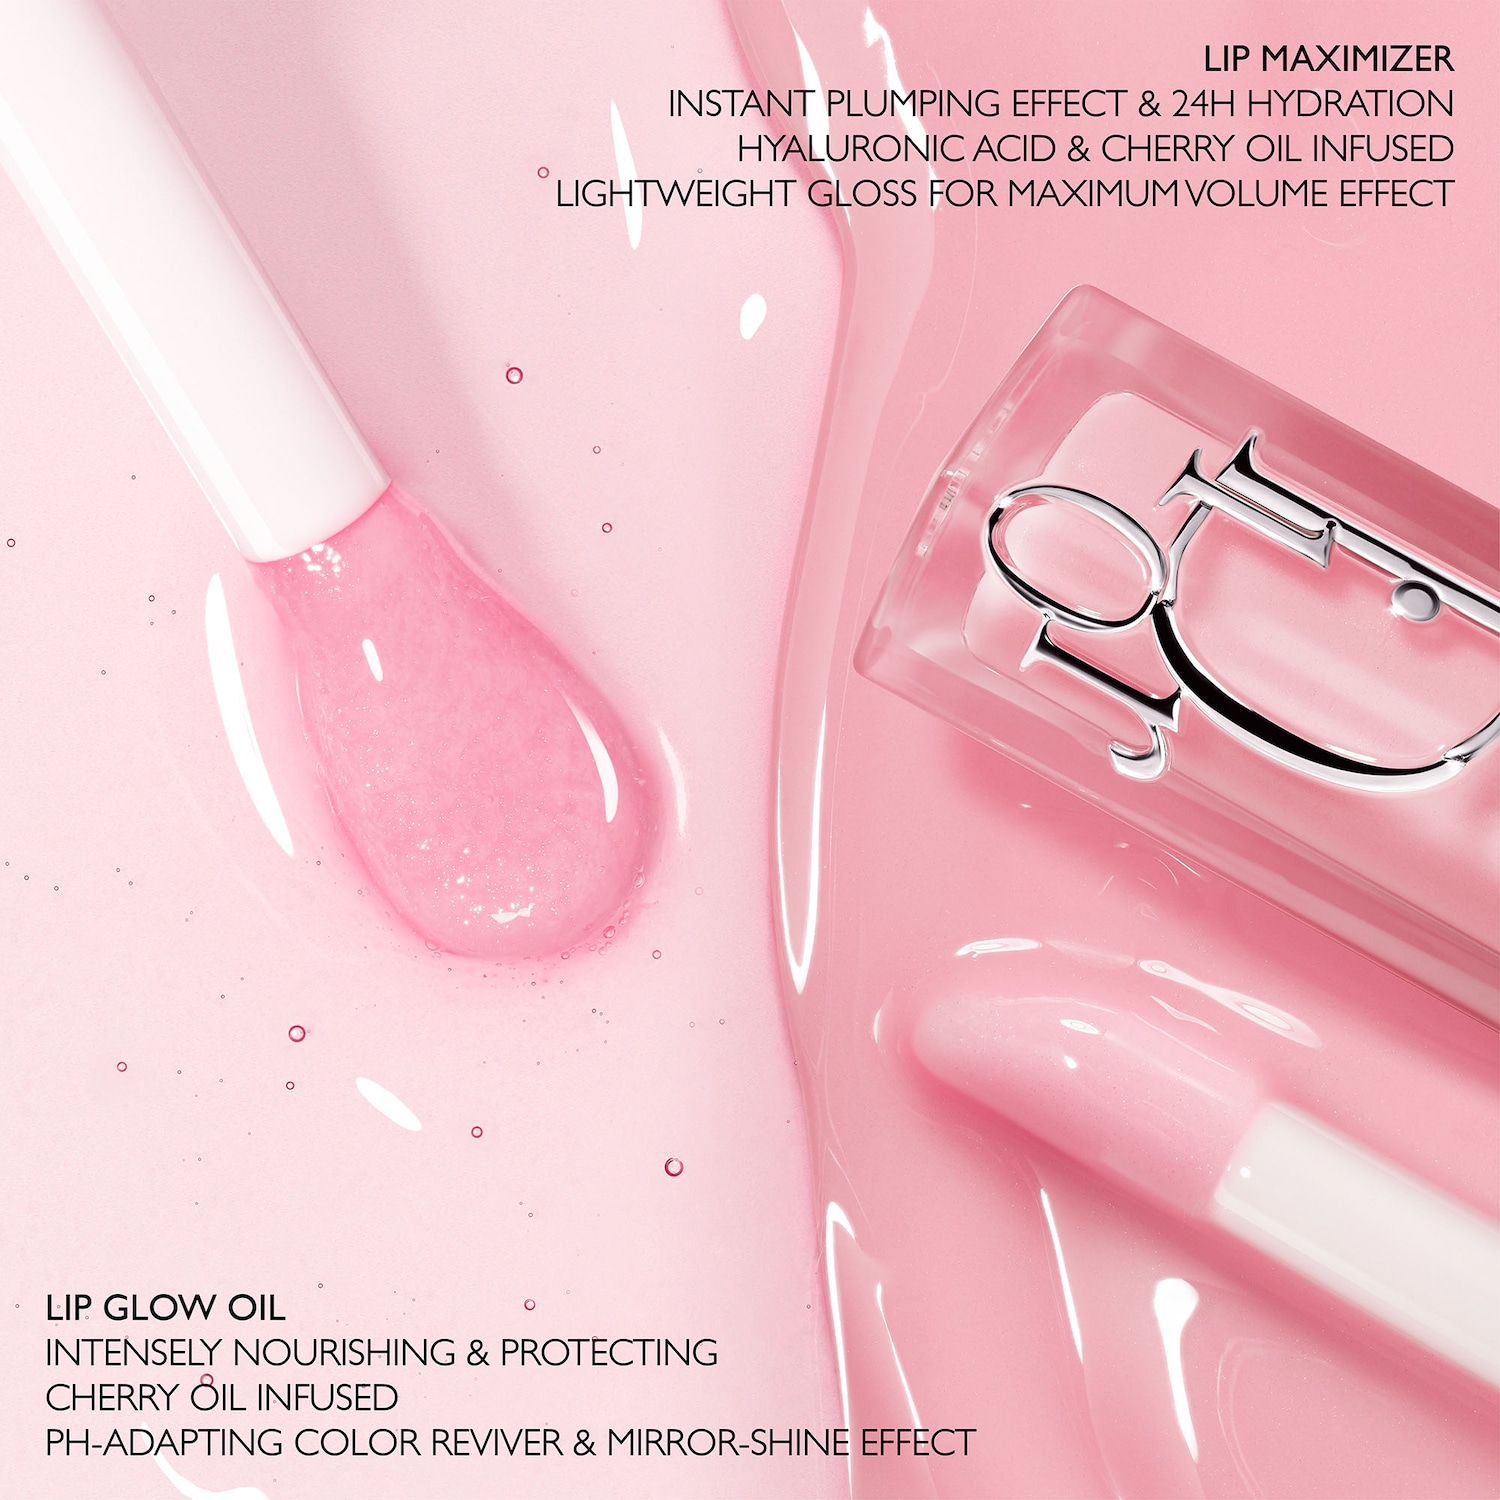 LIP MAXIMIZER
INSTANT PLUMPING EFFECT & 24H HYDRATION
HYALURONIC ACID & CHERRY OIL INFUSED
LIGHTWEIGHT GLOSS FOR MAXIMUM VOLUME EFFECT
Dior
LIP GLOW OIL
INTENSELY NOURISHING & PROTECTING
CHERRY OIL INFUSED
PH-ADAPTING COLOR REVIVER & MIRROR-SHINE EFFECT